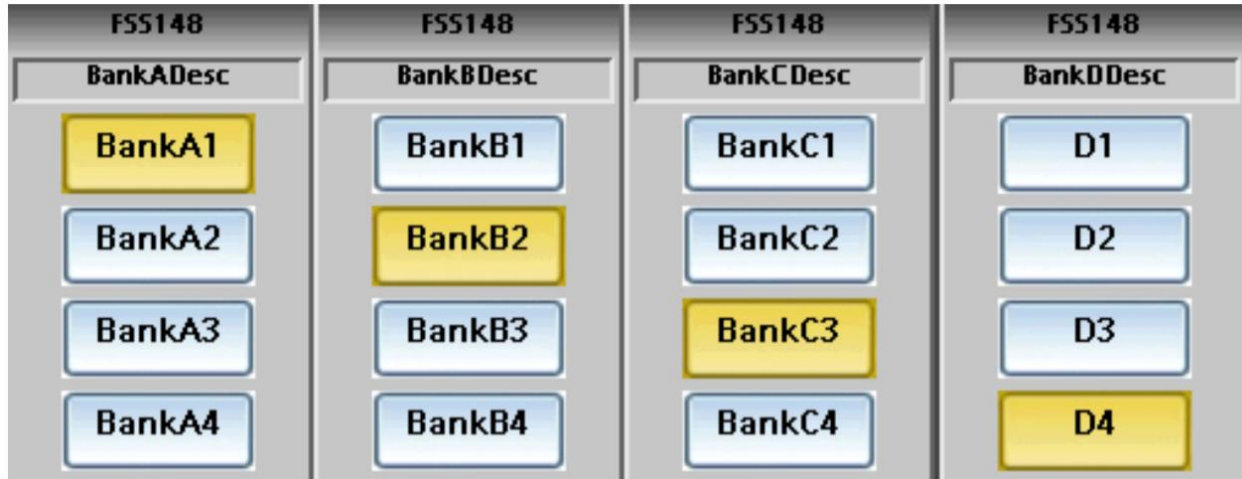 FSS148 FSS148 FSS148 FSS148
BankADesc BankBDesc BankCDesc BankDDesc
BankA1 BankB1 BankC1 D1
BankA2 BankB2 BankC2 D2
BankA3 BankB3 BankC3 D3
BankA4 BankB4 BankC4 D4